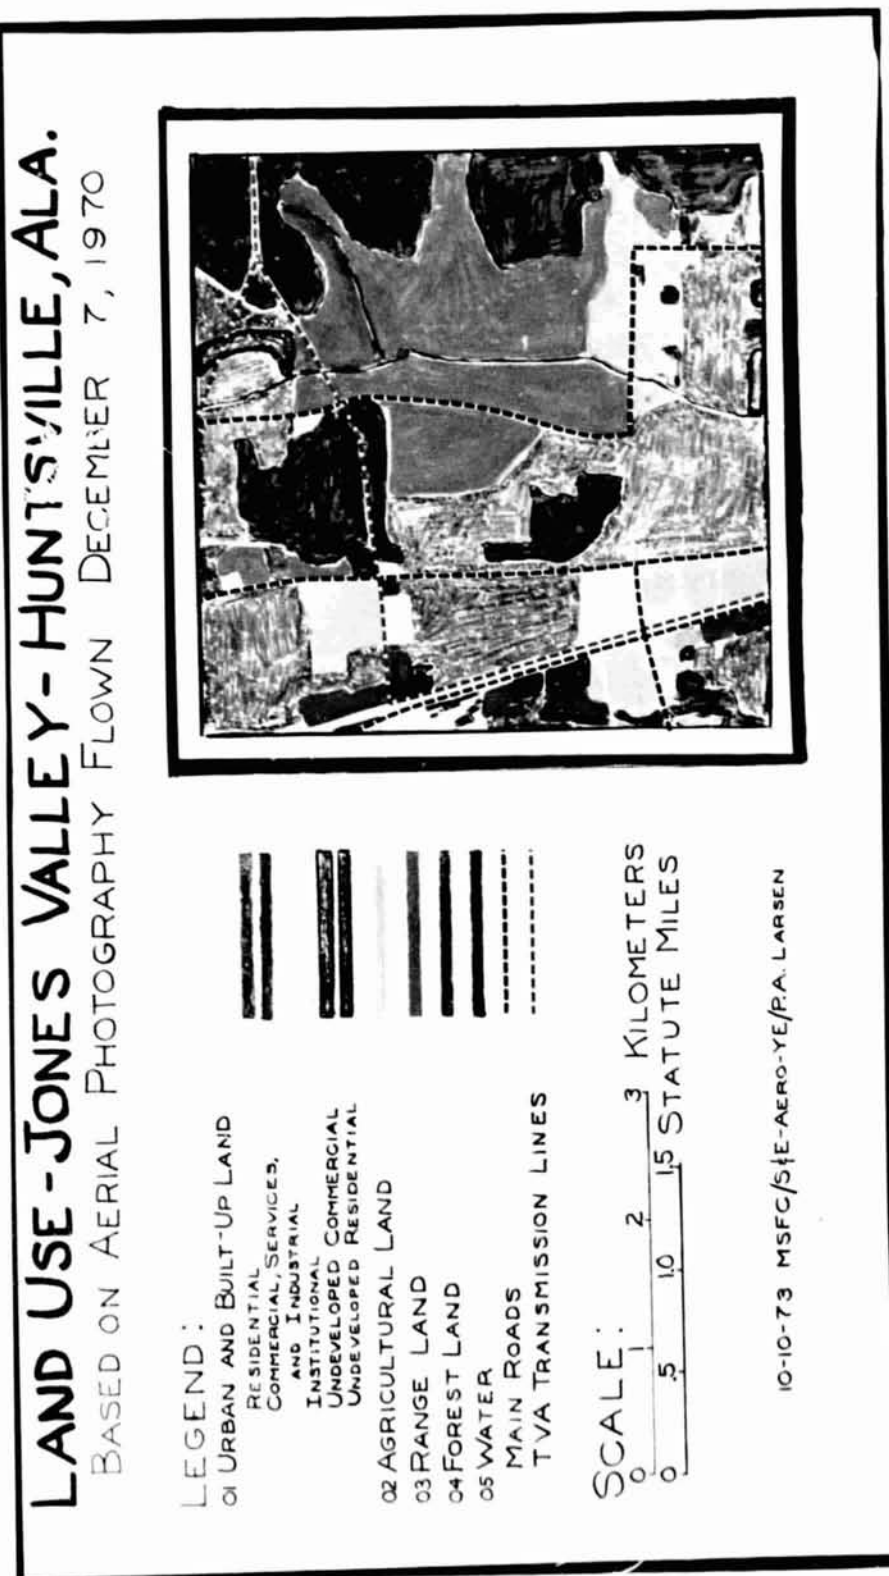 LAND USE - JONES VALLEY - HUNTSVILLE, ALA.
BASED ON AERIAL PHOTOGRAPHY FLOWN DECEMBER 7, 1970
LEGEND:
01 URBAN AND BUILT-UP LAND
RESIDENTIAL
COMMERCIAL, SERVICES,
AND INDUSTRIAL
INSTITUTIONAL
UNDEVELOPED COMMERCIAL
UNDEVELOPED RESIDENTIAL
02 AGRICULTURAL LAND
03 RANGE LAND
04 FOREST LAND
05 WATER
MAIN ROADS
TVA TRANSMISSION LINES
SCALE:
0 1 2 3 KILOMETERS
0 .5 1.0 1.5 STATUTE MILES
10-10-73 MSFC/S&E-AERO-YE/P.A. LARSEN